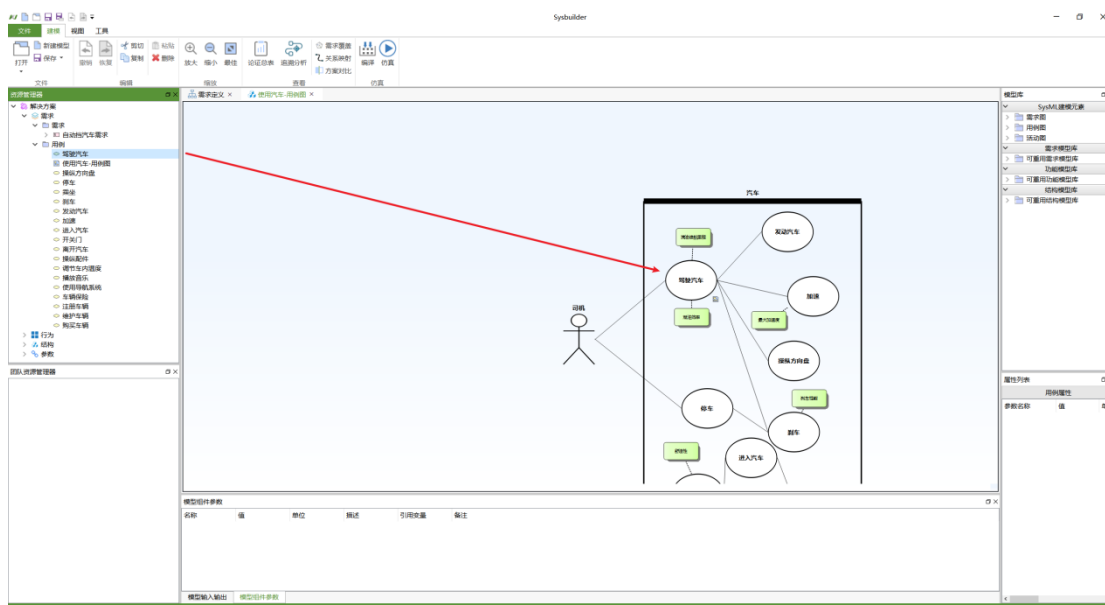 Sysbuilder
文件 建模 视图 工具
打开 新建模型 保存 撤销 恢复 剪切 复制 粘贴 删除 放大 缩小 最佳 论证总表 追溯分析 需求覆盖 关系映射 方案对比 编译 仿真
文件 编辑 缩放 查看 仿真
资源管理器
解决方案
需求
需求
自动挡汽车需求
用例
驾驶汽车
使用汽车-用例图
操纵方向盘
停车
乘坐
刹车
发动汽车
加速
进入汽车
开关门
离开汽车
操纵配件
调节车内温度
播放音乐
使用导航系统
车辆保险
注册车辆
维护车辆
购买车辆
行为
结构
参数
团队资源管理器
需求定义 × 使用汽车-用例图 ×
汽车
发动汽车
驾驶汽车
加速
最大加速度
司机
操纵方向盘
停车
刹车
进入汽车
模型组件参数
名称 值 单位 描述 引用变量 备注
模型输入输出 模型组件参数
模型库
SysML建模元素
需求图
用例图
活动图
需求模型库
可重用需求模型库
功能模型库
可重用功能模型库
结构模型库
可重用结构模型库
属性列表
用例属性
参数名称 值